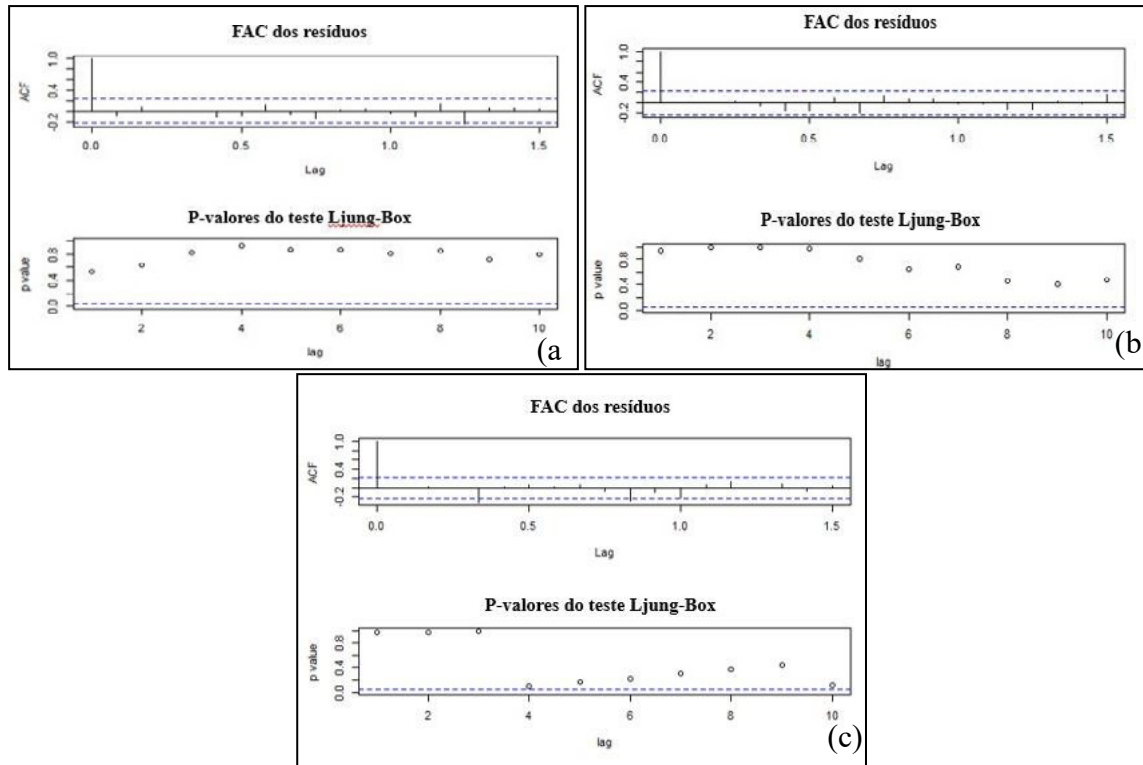 FAC dos resíduos
ACF
-0.2 0.4 1.0
0.0 0.5 1.0 1.5
Lag
P-valores do teste Ljung-Box
p value
0.0 0.4 0.8
2 4 6 8 10
lag
(a
FAC dos resíduos
ACF
-0.2 0.4 1.0
0.0 0.5 1.0 1.5
Lag
P-valores do teste Ljung-Box
p value
0.0 0.4 0.8
2 4 6 8 10
lag
(b
FAC dos resíduos
ACF
-0.2 0.4 1.0
0.0 0.5 1.0 1.5
Lag
P-valores do teste Ljung-Box
p value
0.0 0.4 0.8
2 4 6 8 10
lag
(c)